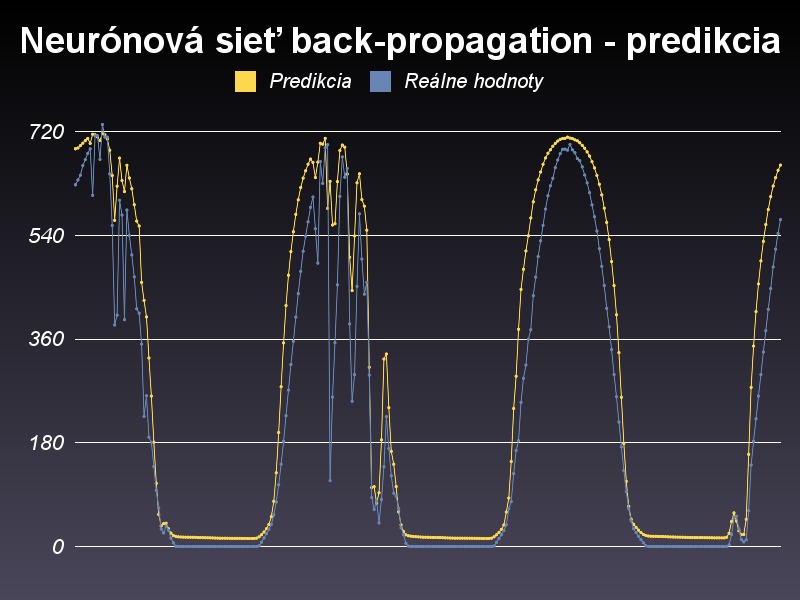 Neurónová sieť back-propagation - predikcia
Predikcia Reálne hodnoty
720
540
360
180
0